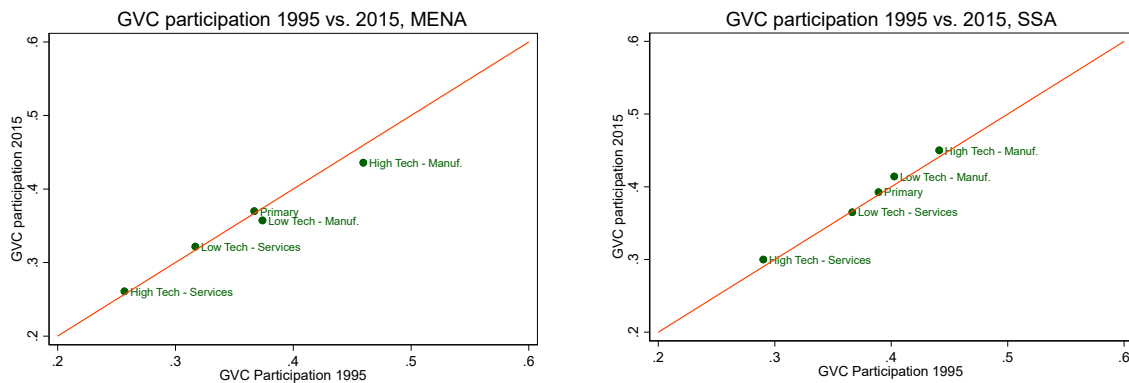 GVC participation 1995 vs. 2015, MENA
GVC participation 2015
.6
.5
.4
.3
.2
High Tech - Manuf.
Primary
Low Tech - Manuf.
Low Tech - Services
High Tech - Services
.2 .3 .4 .5 .6
GVC Participation 1995
GVC participation 1995 vs. 2015, SSA
GVC participation 2015
.6
.5
.4
.3
.2
High Tech - Manuf.
Low Tech - Manuf.
Primary
Low Tech - Services
High Tech - Services
.2 .3 .4 .5 .6
GVC Participation 1995